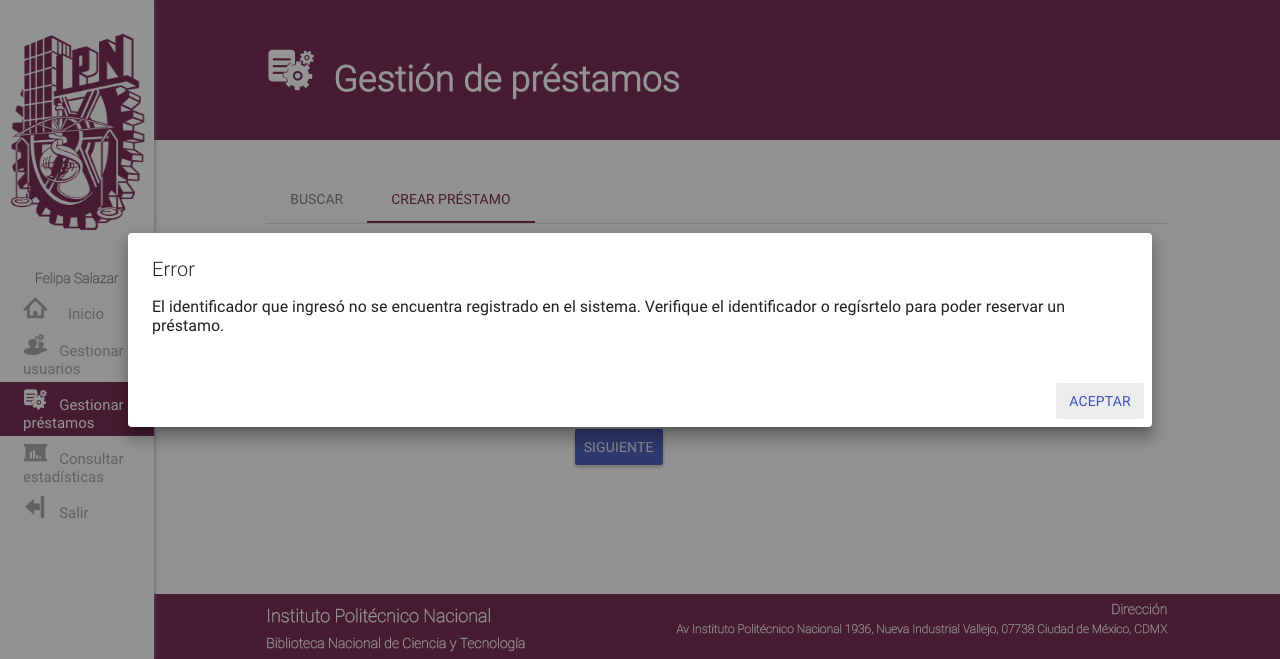 IPN
Gestión de préstamos
BUSCAR
CREAR PRÉSTAMO
Error
El identificador que ingresó no se encuentra registrado en el sistema. Verifique el identificador o regísrtelo para poder reservar un
préstamo.
ACEPTAR
SIGUIENTE
Felipa Salazar
Inicio
Gestionar
usuarios
Gestionar
préstamos
Consultar
estadísticas
Salir
Instituto Politécnico Nacional
Biblioteca Nacional de Ciencia y Tecnología
Dirección
Av Instituto Politécnico Nacional 1936, Nueva Industrial Vallejo, 07738 Ciudad de México, CDMX